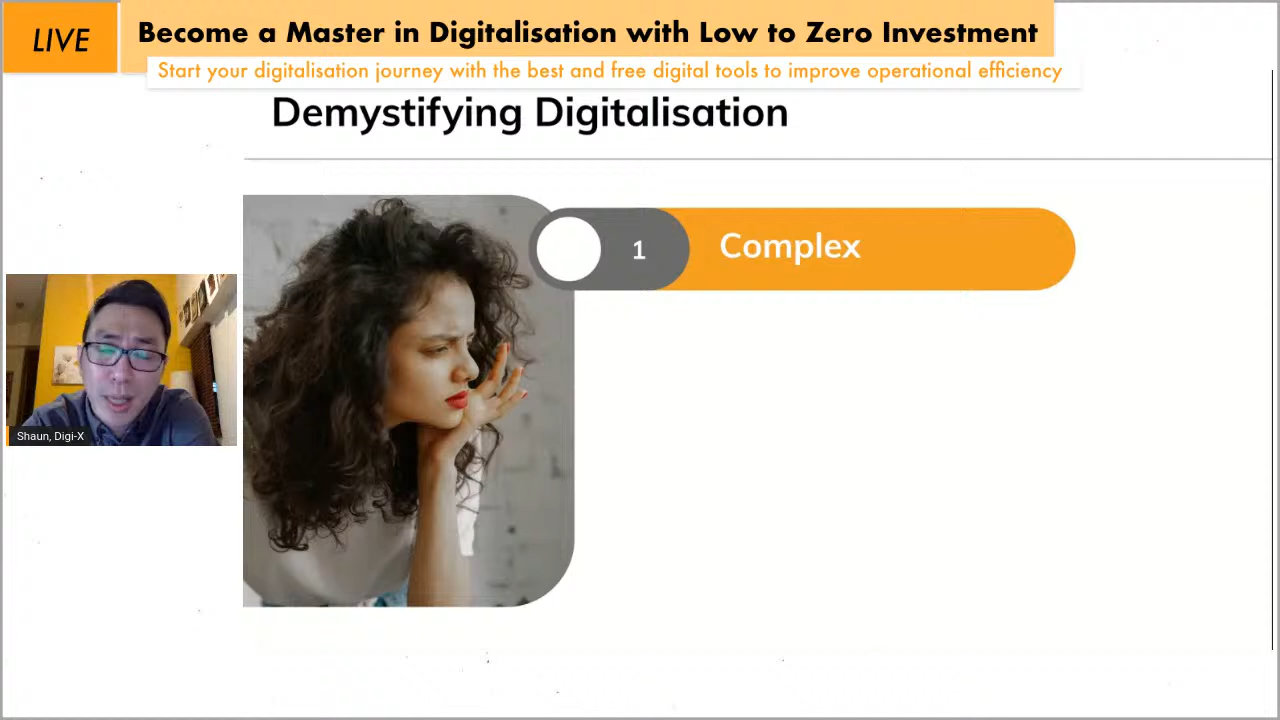 LIVE
Become a Master in Digitalisation with Low to Zero Investment
Start your digitalisation journey with the best and free digital tools to improve operational efficiency
Demystifying Digitalisation
1 Complex
Shaun, Digi-X